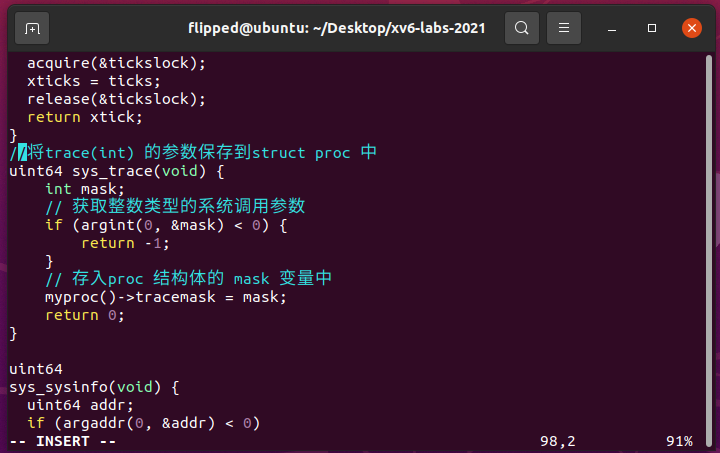 flipped@ubuntu: ~/Desktop/xv6-labs-2021
  acquire(&tickslock);
  xticks = ticks;
  release(&tickslock);
  return xtick;
}
//将trace(int) 的参数保存到struct proc 中
uint64 sys_trace(void) {
    int mask;
    // 获取整数类型的系统调用参数
    if (argint(0, &mask) < 0) {
        return -1;
    }
    // 存入proc 结构体的 mask 变量中
    myproc()->tracemask = mask;
    return 0;
}

uint64
sys_sysinfo(void) {
  uint64 addr;
  if (argaddr(0, &addr) < 0)
-- INSERT -- 98,2 91%